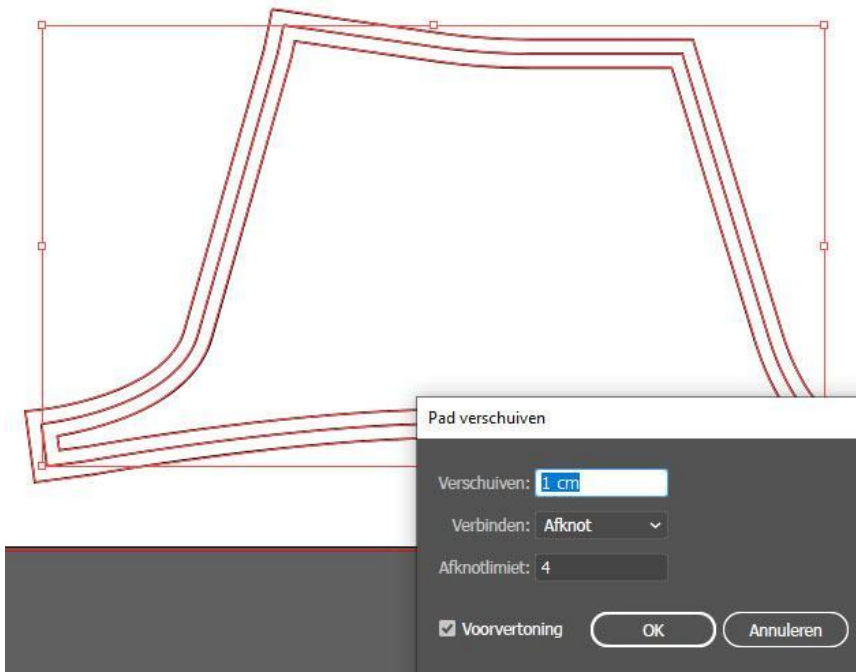 Pad verschuiven
Verschuiven: 1 cm
Verbinden: Afknot
Afknotlimiet: 4
Voorvertoning OK Annuleren